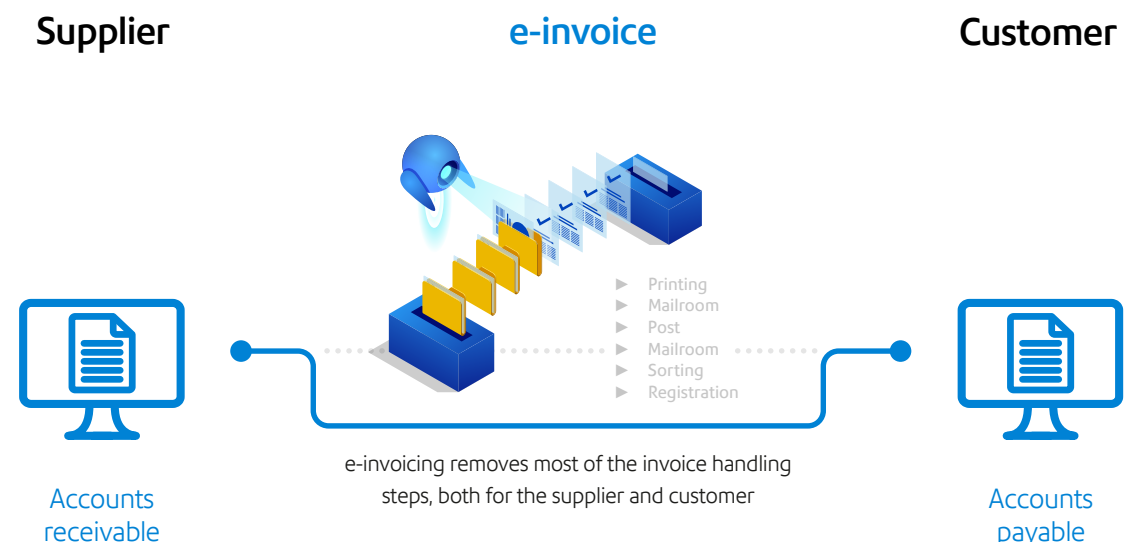 Supplier
e-invoice
Customer
Printing
Mailroom
Post
Mailroom
Sorting
Registration
e-invoicing removes most of the invoice handling
steps, both for the supplier and customer
Accounts
receivable
Accounts
payable